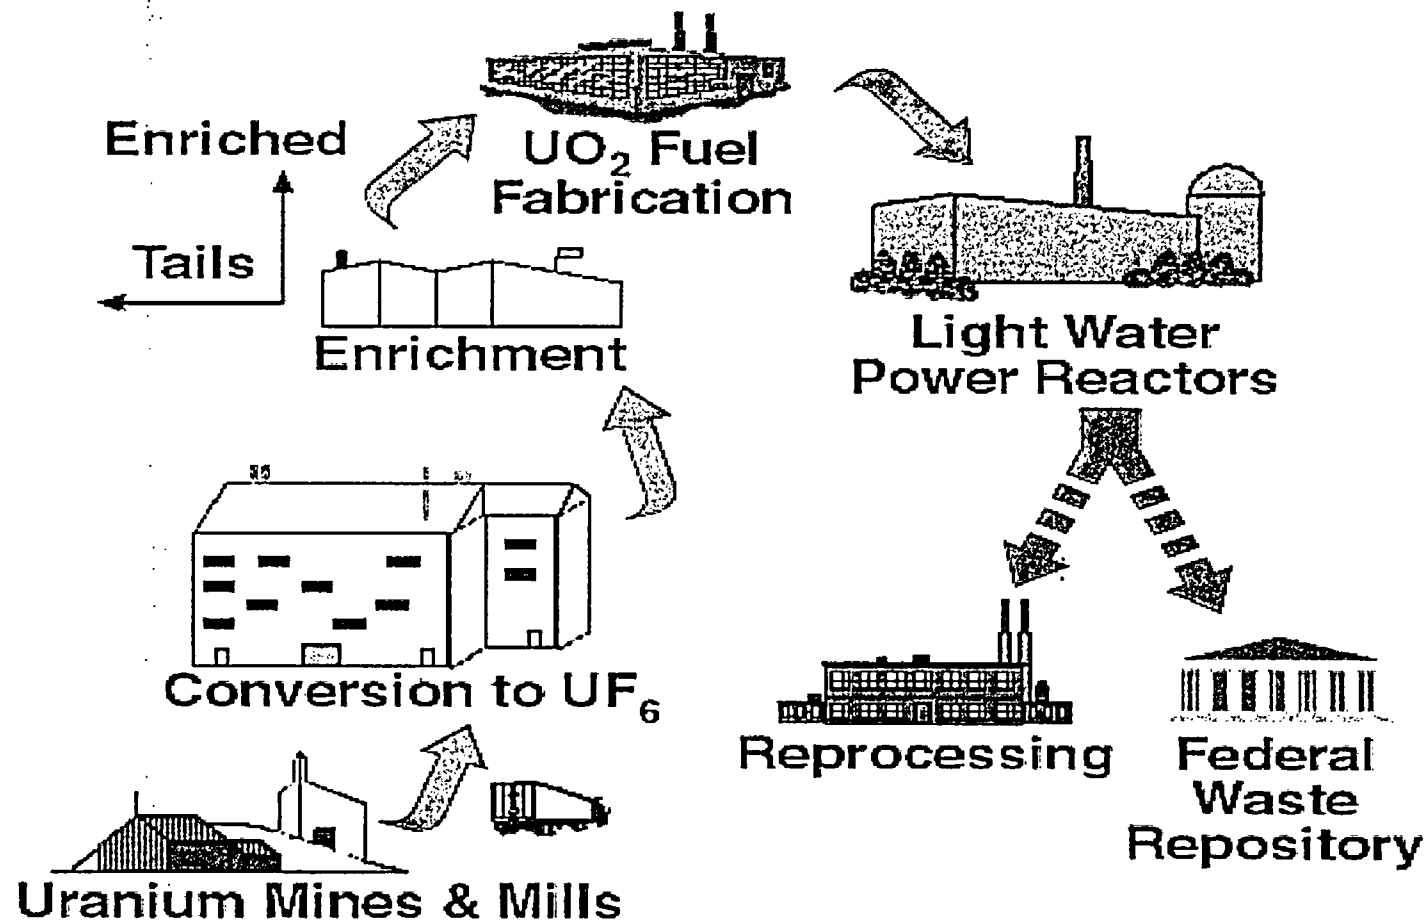 Enriched
Tails
UO₂ Fuel
Fabrication
Enrichment
Light Water
Power Reactors
Conversion to UF₆
Reprocessing
Federal
Waste
Repository
Uranium Mines & Mills